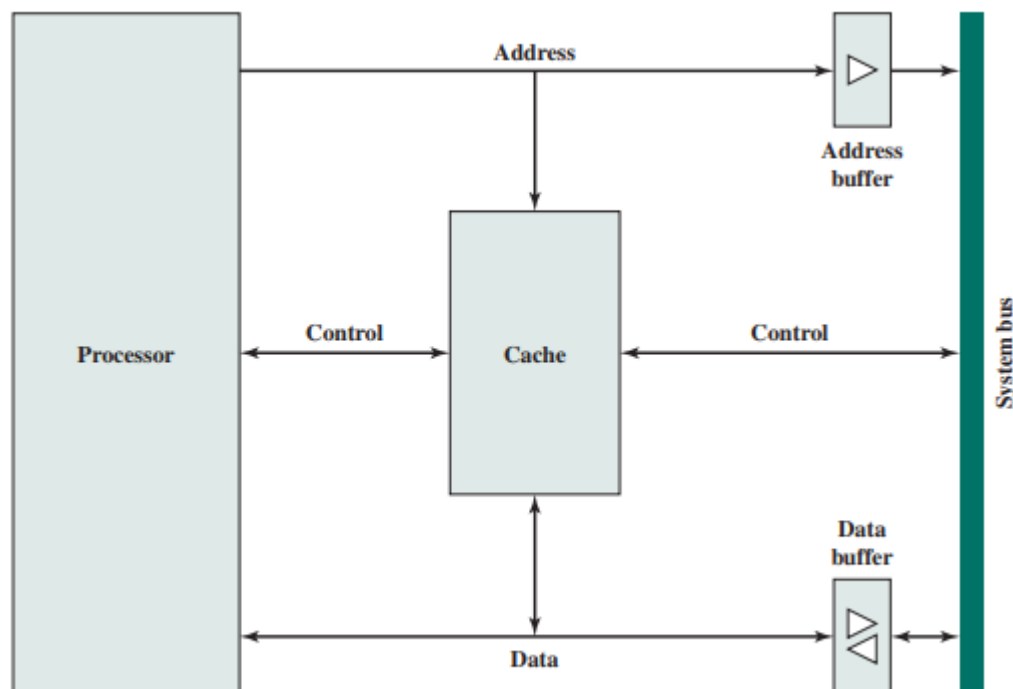 Address
Address
buffer
Processor
Control
Cache
Control
System bus
Data
buffer
Data